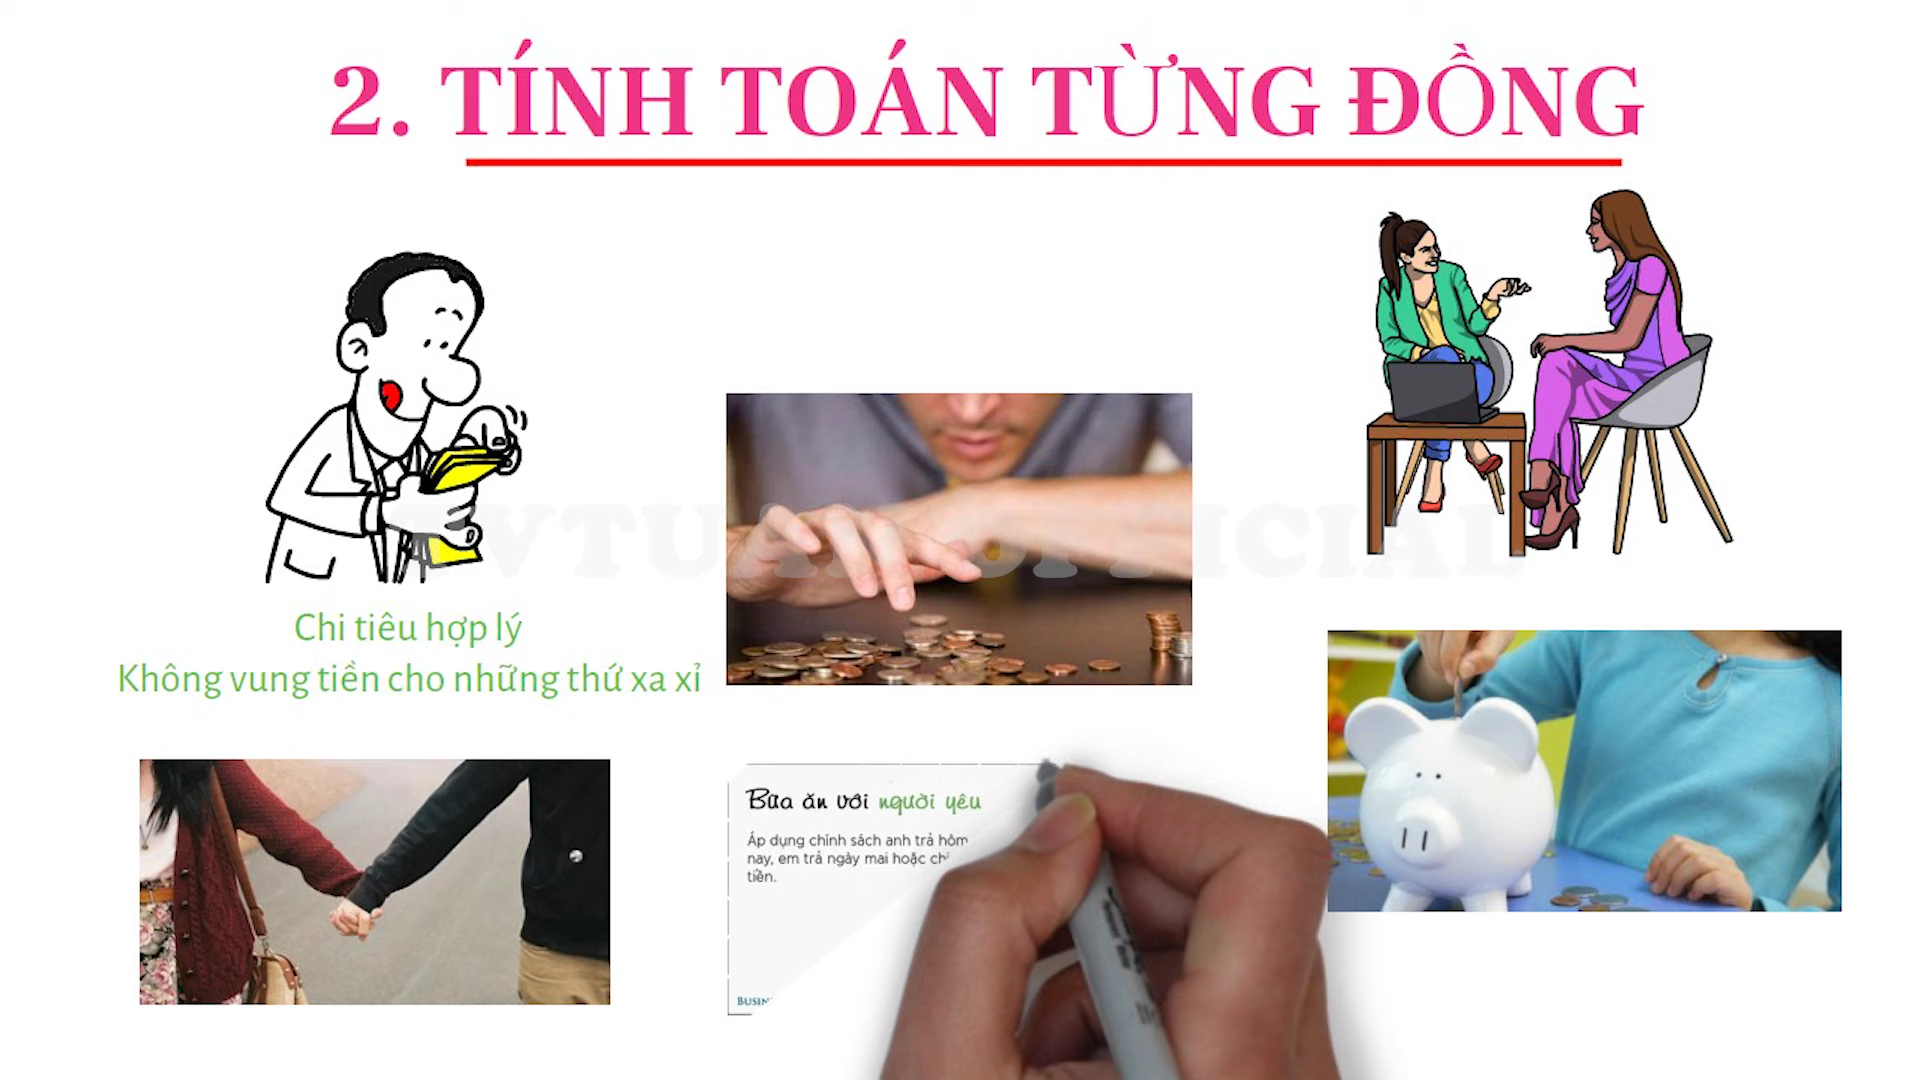 2. TÍNH TOÁN TỪNG ĐỒNG
Chi tiêu hợp lý
Không vung tiền cho những thứ xa xỉ
Bữa ăn với người yêu
Áp dụng chính sách anh trả hôm
nay, em trả ngày mai hoặc
tiền.